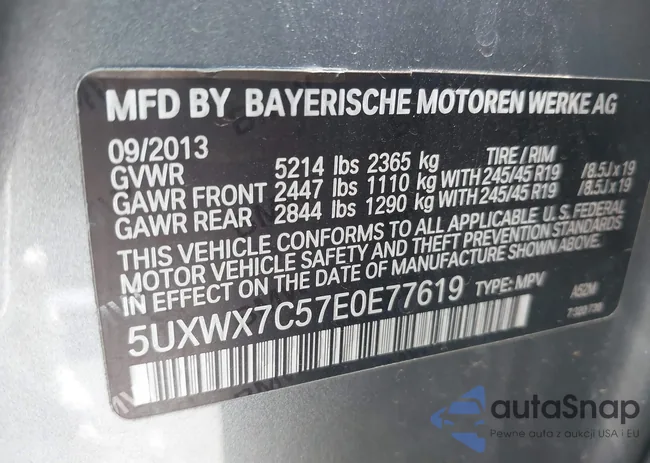 MFD BY BAYERISCHE MOTOREN WERKE AG
09/2013 TIRE / RIM
GVWR 5214 lbs 2365 kg
GAWR FRONT 2447 lbs 1110 kg WITH 245/45 R19 /8.5J x 19
GAWR REAR 2844 lbs 1290 kg WITH 245/45 R19 /8.5J x 19
THIS VEHICLE CONFORMS TO ALL APPLICABLE U. S. FEDERAL
MOTOR VEHICLE SAFETY AND THEFT PREVENTION STANDARDS
IN EFFECT ON THE DATE OF MANUFACTURE SHOWN ABOVE.
5UXWX7C57E0E77619 TYPE: MPV A52M
autaSnap
Pewne auta z aukcji USA i EU